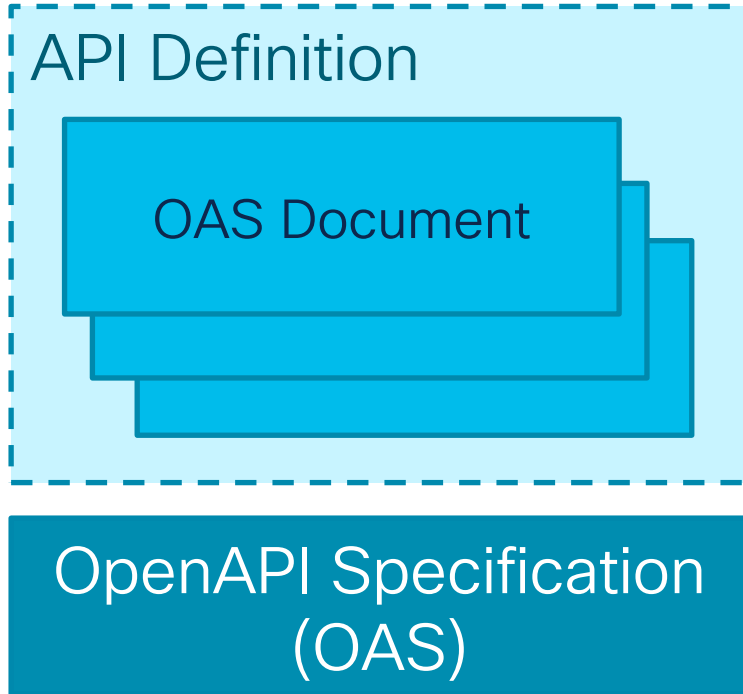 API Definition
OAS Document
OpenAPI Specification
(OAS)